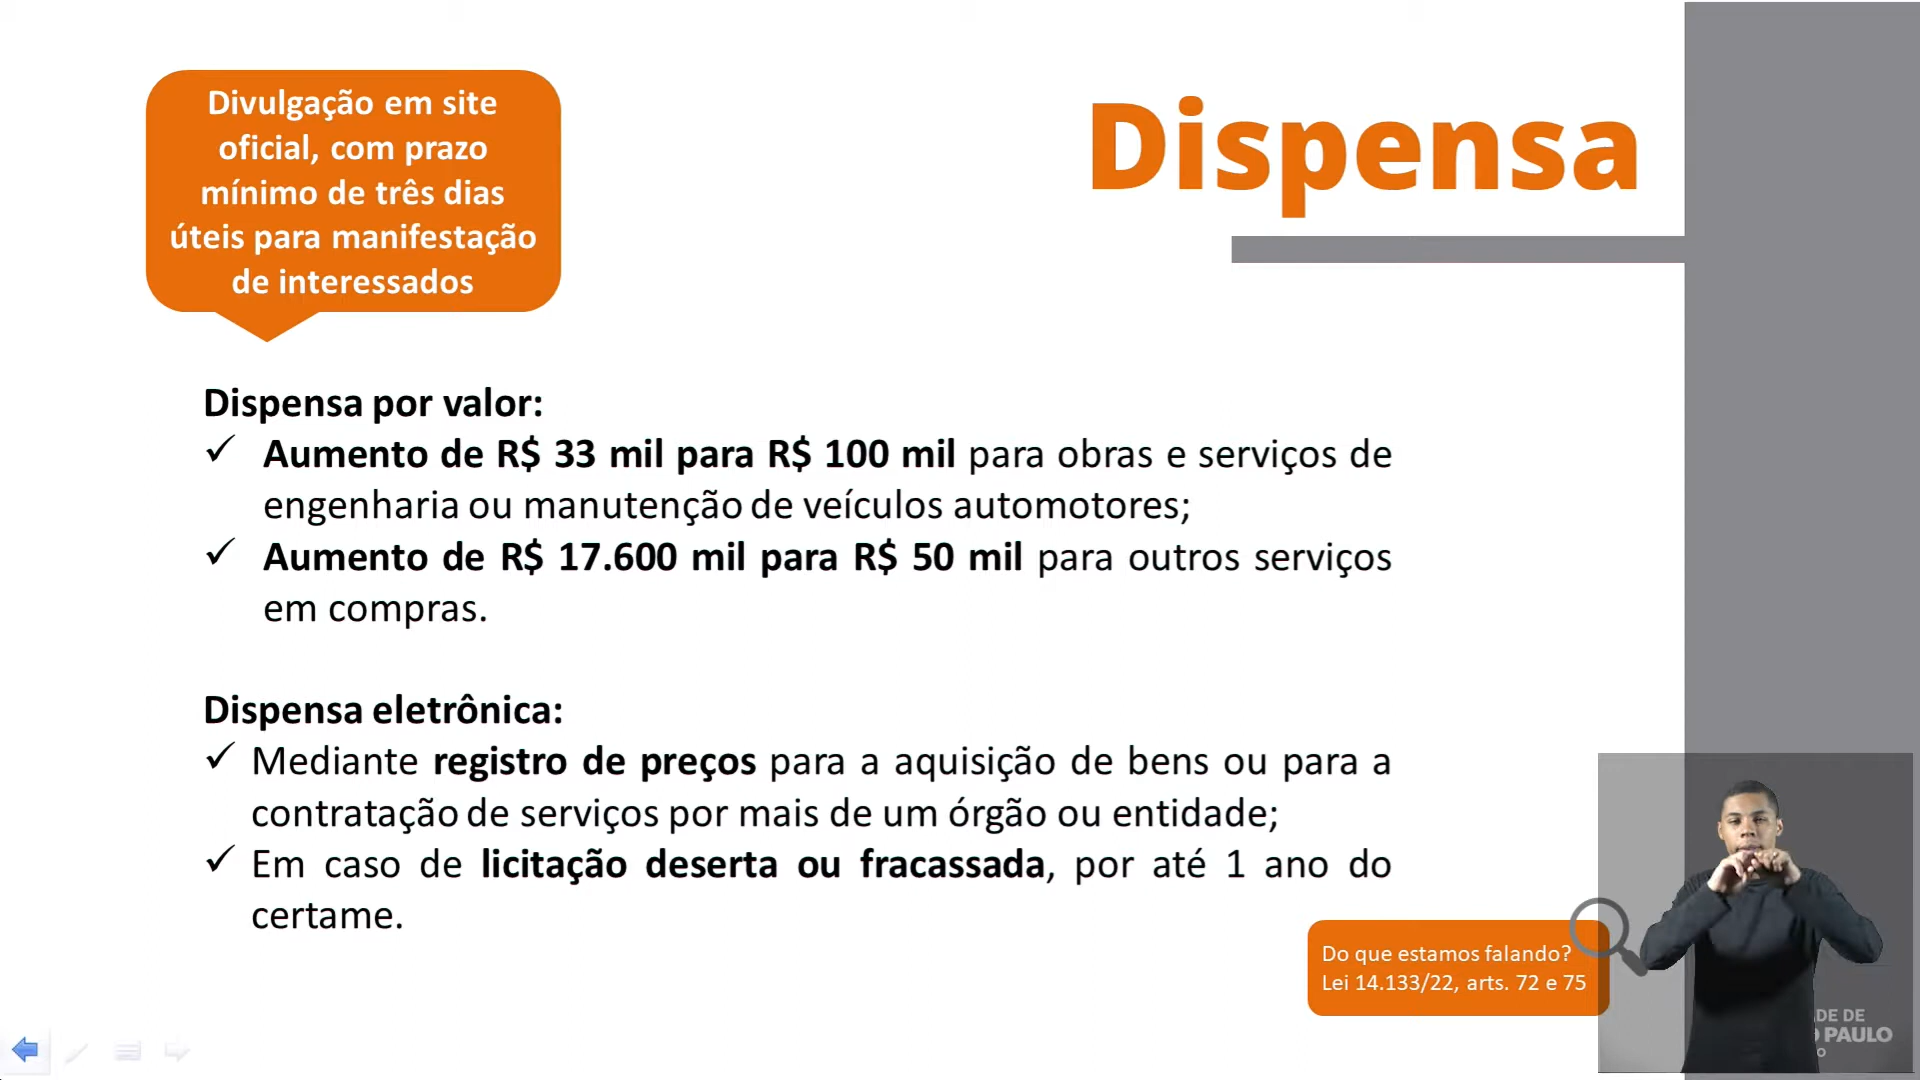 Divulgação em site
oficial, com prazo
mínimo de três dias
úteis para manifestação
de interessados
Dispensa
Dispensa por valor:
✓ Aumento de R$ 33 mil para R$ 100 mil para obras e serviços de
engenharia ou manutenção de veículos automotores;
✓ Aumento de R$ 17.600 mil para R$ 50 mil para outros serviços
em compras.
Dispensa eletrônica:
✓ Mediante registro de preços para a aquisição de bens ou para a
contratação de serviços por mais de um órgão ou entidade;
✓ Em caso de licitação deserta ou fracassada, por até 1 ano do
certame.
Do que estamos falando?
Lei 14.133/22, arts. 72 e 75
DE DE
PAULO